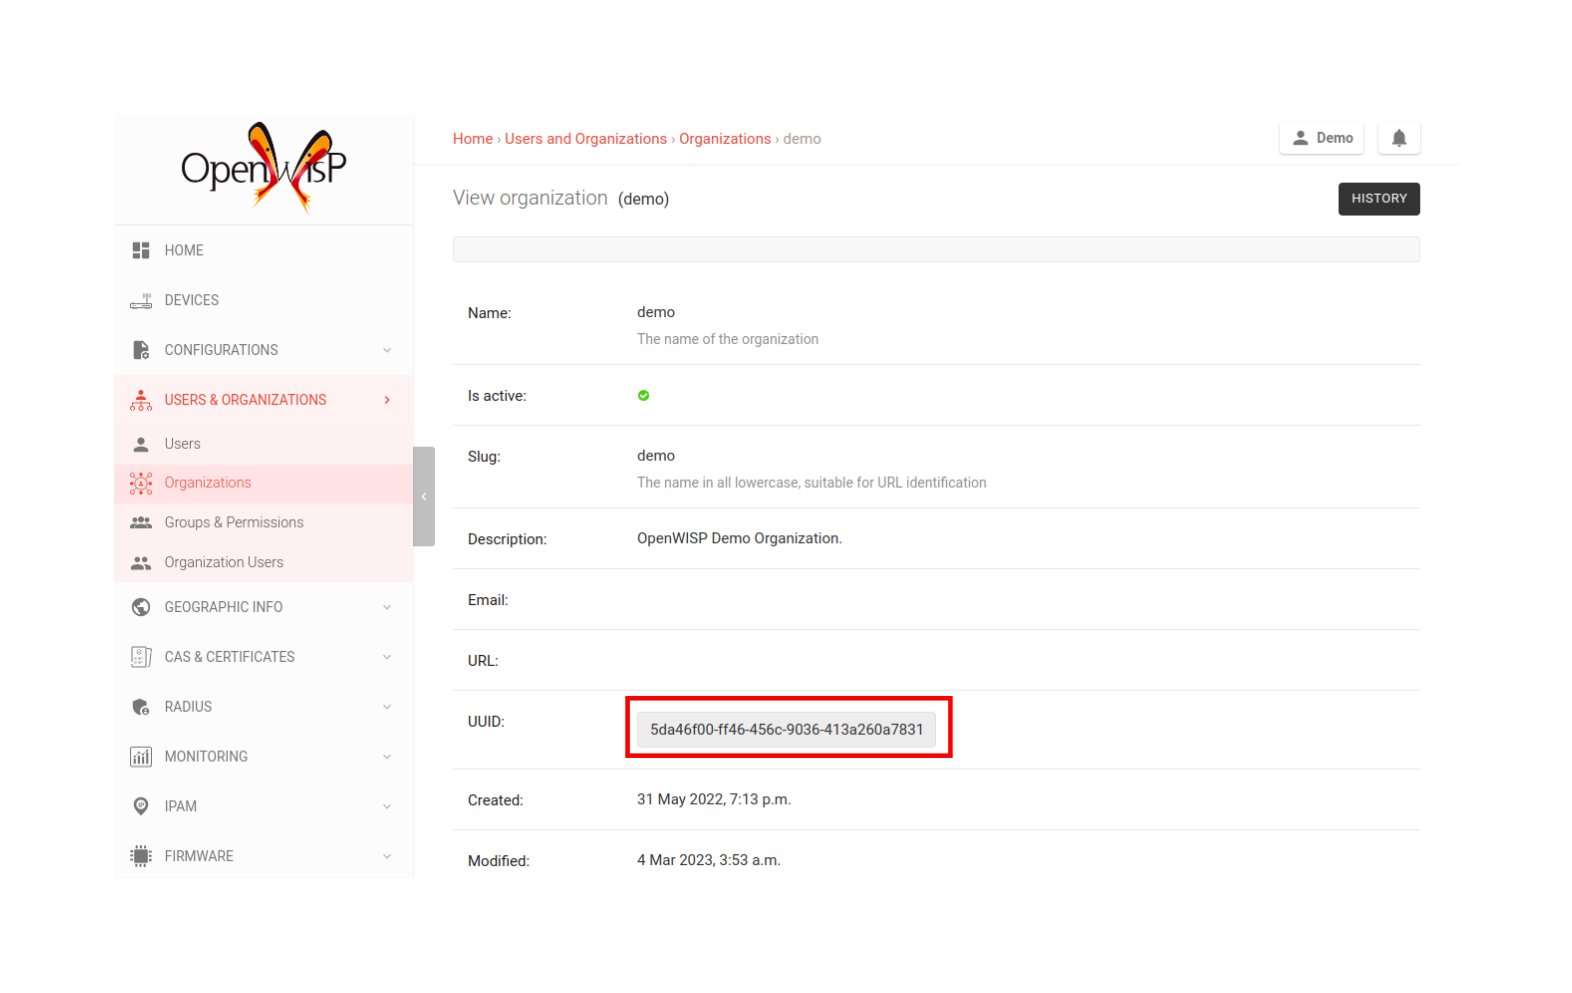 OpenWISP
Home › Users and Organizations › Organizations › demo
Demo
View organization (demo)
HISTORY
HOME
DEVICES
CONFIGURATIONS
USERS & ORGANIZATIONS
Users
Organizations
Groups & Permissions
Organization Users
GEOGRAPHIC INFO
CAS & CERTIFICATES
RADIUS
MONITORING
IPAM
FIRMWARE
Name: demo
The name of the organization
Is active:
Slug: demo
The name in all lowercase, suitable for URL identification
Description: OpenWISP Demo Organization.
Email:
URL:
UUID: 5da46f00-ff46-456c-9036-413a260a7831
Created: 31 May 2022, 7:13 p.m.
Modified: 4 Mar 2023, 3:53 a.m.